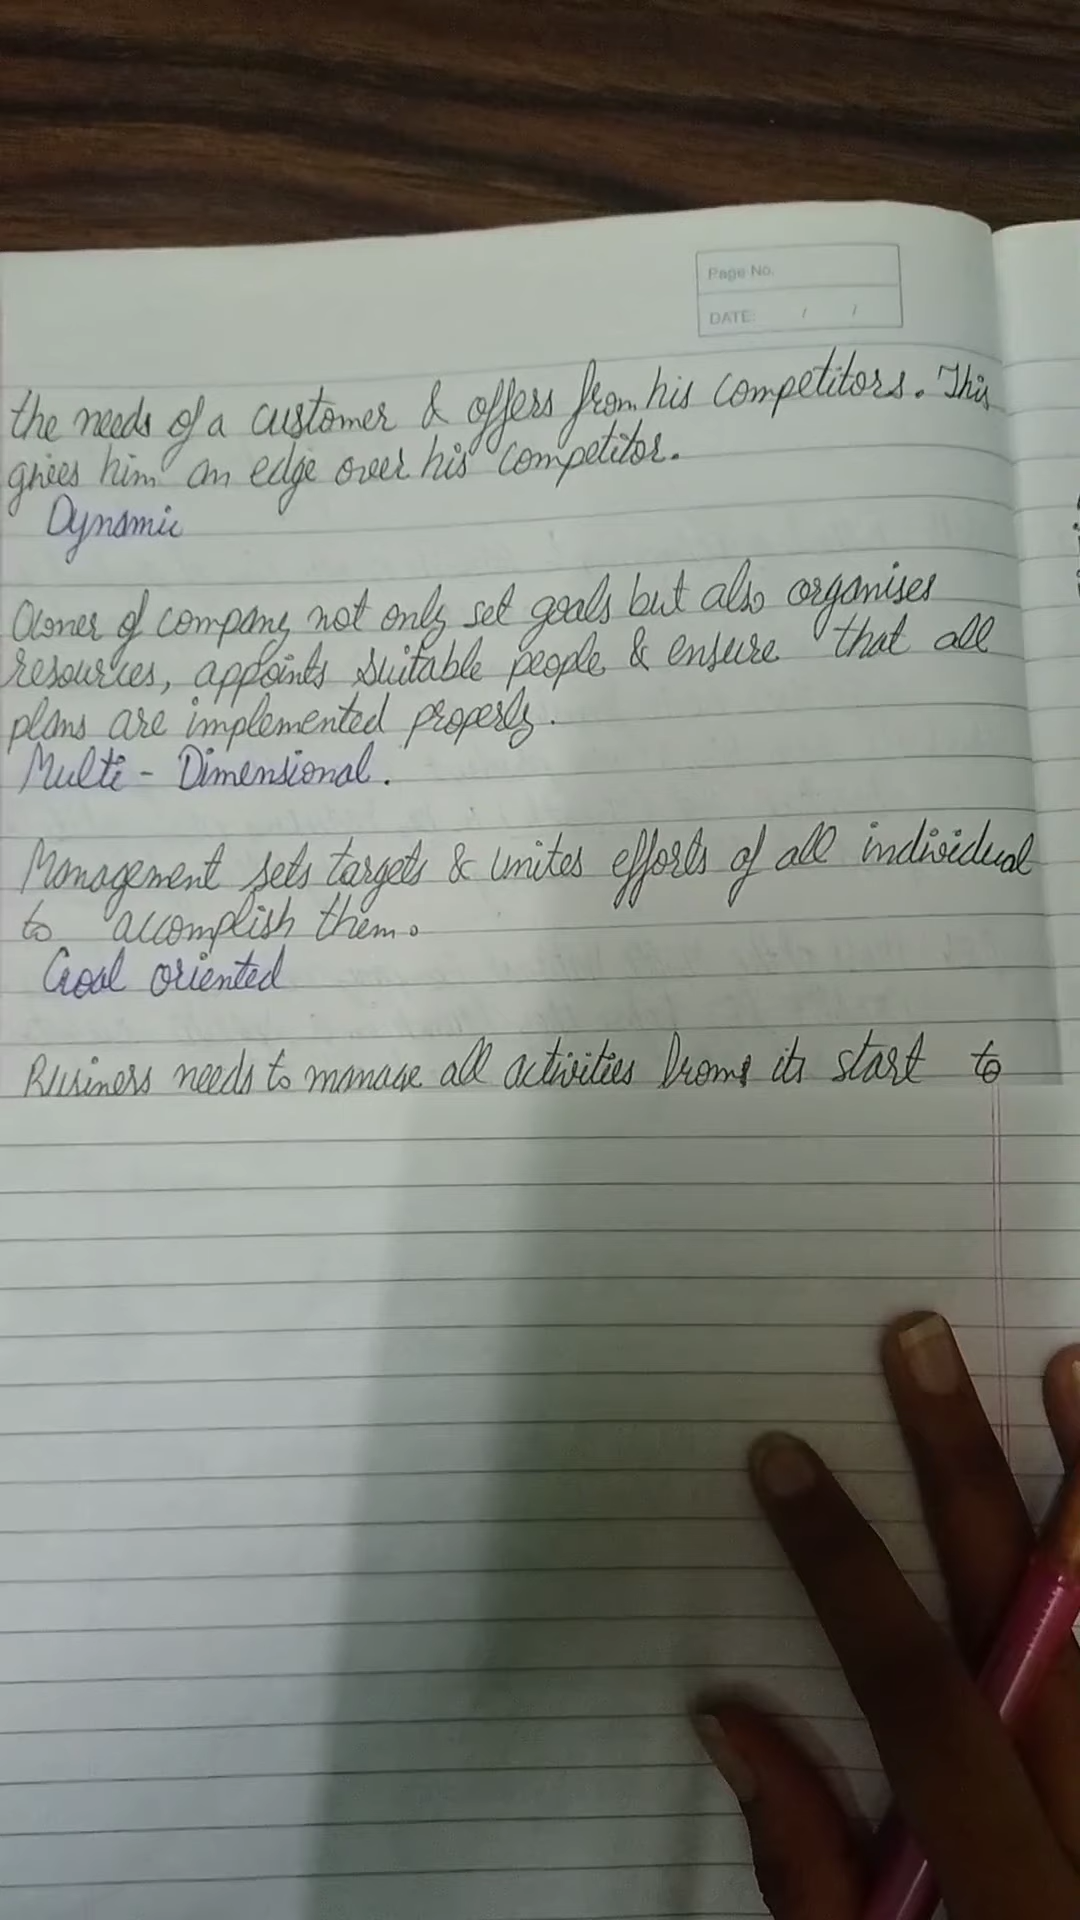 Page No.
DATE: / /
the needs of a customer & offers from his competitors. This
gives him an edge over his competitor.
Dynamic
Owner of company not only set goals but also organises
resources, appoints suitable people & ensure that all
plans are implemented properly.
Multi - Dimensional.
Management sets targets & unites efforts of all individual
to accomplish them.
Goal oriented
Business needs to manage all activities from its start to